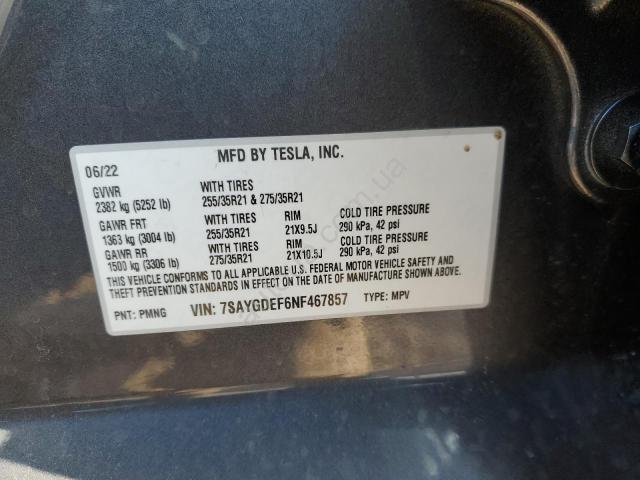 MFD BY TESLA, INC.
06/22
GVWR WITH TIRES
2382 kg (5252 lb) 255/35R21 & 275/35R21
GAWR FRT WITH TIRES RIM COLD TIRE PRESSURE
1363 kg (3004 lb) 255/35R21 21X9.5J 290 kPa, 42 psi
GAWR RR WITH TIRES RIM COLD TIRE PRESSURE
1500 kg (3306 lb) 275/35R21 21X10.5J 290 kPa, 42 psi
THIS VEHICLE CONFORMS TO ALL APPLICABLE U.S. FEDERAL MOTOR VEHICLE SAFETY AND
THEFT PREVENTION STANDARDS IN EFFECT ON THE DATE OF MANUFACTURE SHOWN ABOVE.
PNT: PMNG VIN: 7SAYGDEF6NF467857 TYPE: MPV